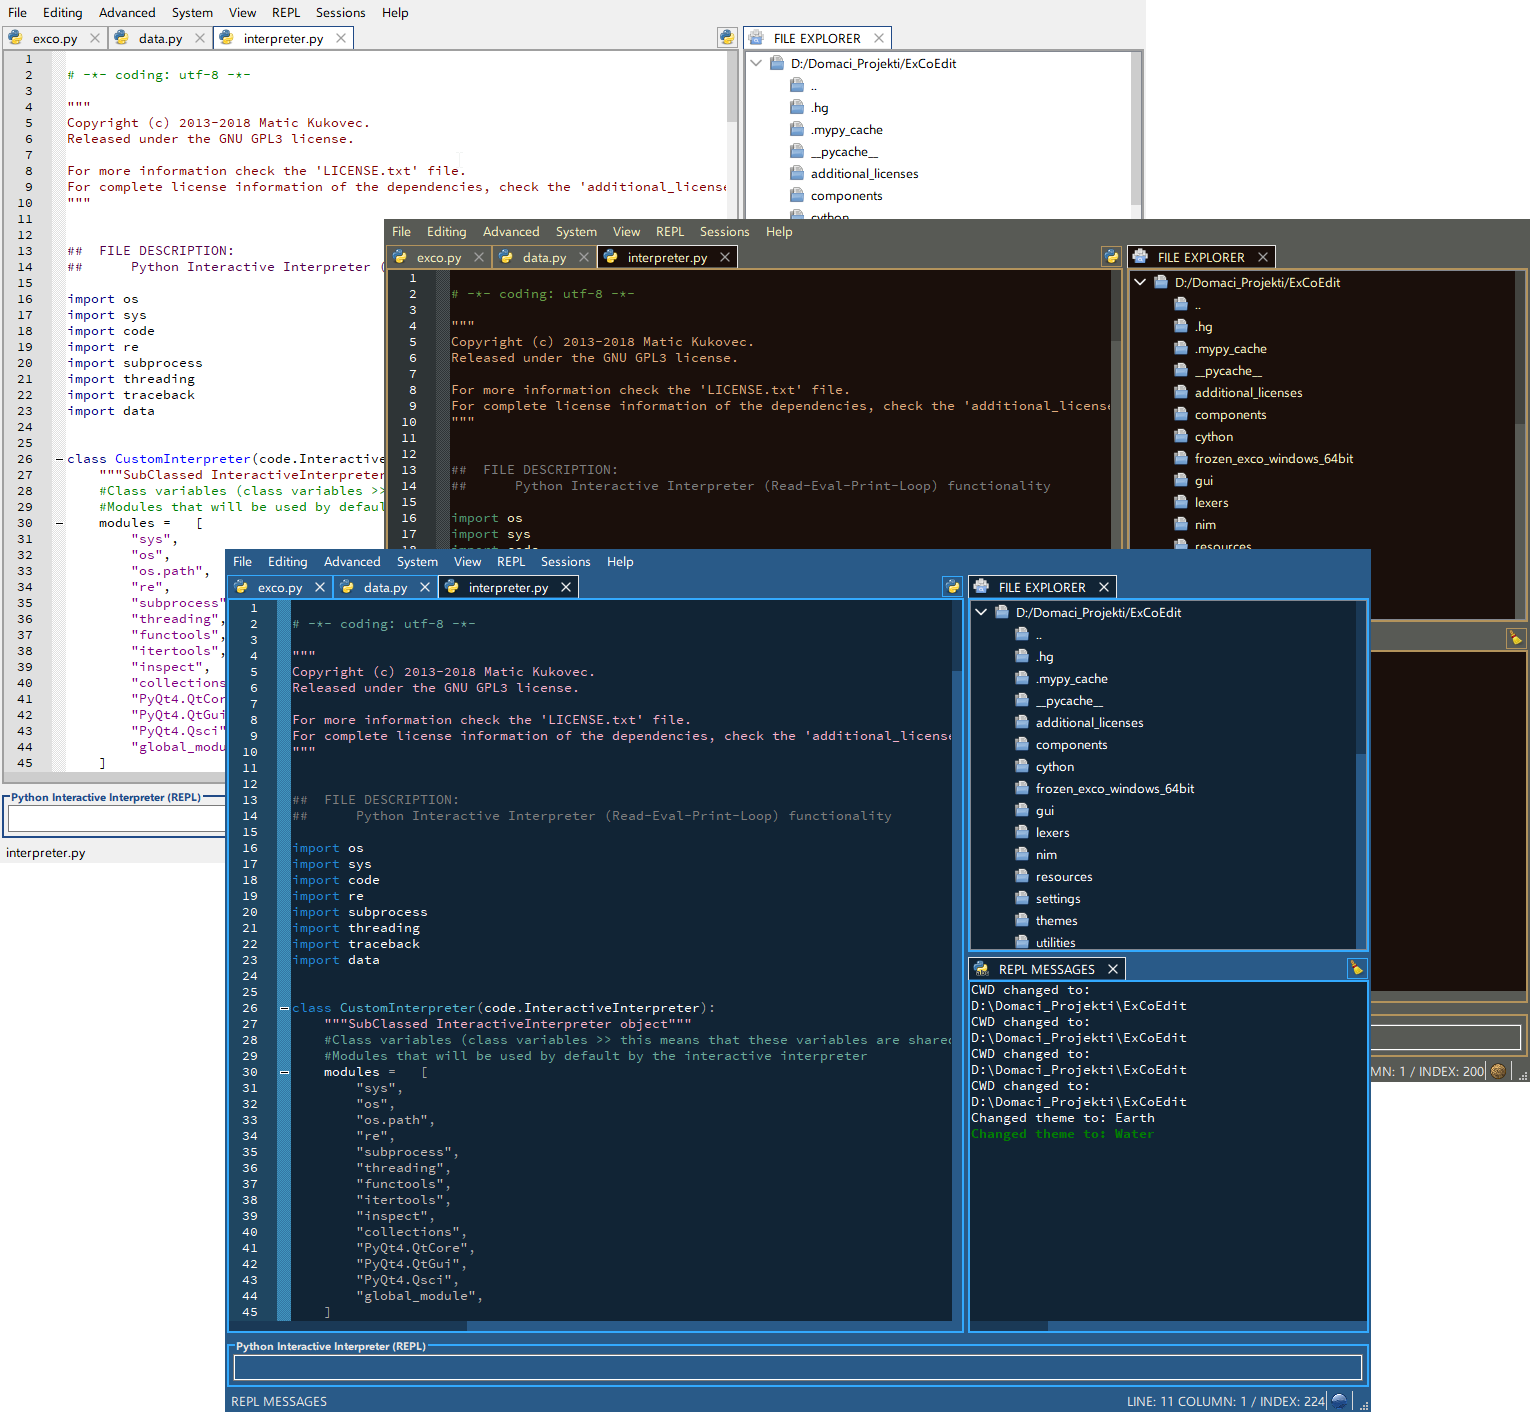 File Editing Advanced System View REPL Sessions Help
exco.py data.py interpreter.py
FILE EXPLORER
1
2 # -*- coding: utf-8 -*-
3
4 """
5 Copyright (c) 2013-2018 Matic Kukovec.
6 Released under the GNU GPL3 license.
7
8 For more information check the 'LICENSE.txt' file.
9 For complete license information of the dependencies, check the 'additional_license
10 """
11
12
13 ## FILE DESCRIPTION:
14 ## Python Interactive Interpreter (
15
16 import os
17 import sys
18 import code
19 import re
20 import subprocess
21 import threading
22 import traceback
23 import data
24
25
26 class CustomInterpreter(code.Interactive
27 """SubClassed InteractiveInterpreter
28 #Class variables (class variables >>
29 #Modules that will be used by defaul
30 modules = [
31 "sys",
32 "os",
33 "os.path",
34 "re",
35 "subprocess"
36 "threading",
37 "functools",
38 "itertools",
39 "inspect",
40 "collections
41 "PyQt4.QtCor
42 "PyQt4.QtGui
43 "PyQt4.Qsci"
44 "global_modu
45 ]
D:/Domaci_Projekti/ExCoEdit
..
.hg
.mypy_cache
__pycache__
additional_licenses
components
cython
Python Interactive Interpreter (REPL)
interpreter.py
File Editing Advanced System View REPL Sessions Help
exco.py data.py interpreter.py
FILE EXPLORER
1
2 # -*- coding: utf-8 -*-
3
4 """
5 Copyright (c) 2013-2018 Matic Kukovec.
6 Released under the GNU GPL3 license.
7
8 For more information check the 'LICENSE.txt' file.
9 For complete license information of the dependencies, check the 'additional_license
10 """
11
12
13 ## FILE DESCRIPTION:
14 ## Python Interactive Interpreter (Read-Eval-Print-Loop) functionality
15
16 import os
17 import sys
18 import code
D:/Domaci_Projekti/ExCoEdit
..
.hg
.mypy_cache
__pycache__
additional_licenses
components
cython
frozen_exco_windows_64bit
gui
lexers
nim
resources
MN: 1 / INDEX: 200
File Editing Advanced System View REPL Sessions Help
exco.py data.py interpreter.py
FILE EXPLORER
1
2 # -*- coding: utf-8 -*-
3
4 """
5 Copyright (c) 2013-2018 Matic Kukovec.
6 Released under the GNU GPL3 license.
7
8 For more information check the 'LICENSE.txt' file.
9 For complete license information of the dependencies, check the 'additional_license
10 """
11
12
13 ## FILE DESCRIPTION:
14 ## Python Interactive Interpreter (Read-Eval-Print-Loop) functionality
15
16 import os
17 import sys
18 import code
19 import re
20 import subprocess
21 import threading
22 import traceback
23 import data
24
25
26 class CustomInterpreter(code.InteractiveInterpreter):
27 """SubClassed InteractiveInterpreter object"""
28 #Class variables (class variables >> this means that these variables are shared
29 #Modules that will be used by default by the interactive interpreter
30 modules = [
31 "sys",
32 "os",
33 "os.path",
34 "re",
35 "subprocess",
36 "threading",
37 "functools",
38 "itertools",
39 "inspect",
40 "collections",
41 "PyQt4.QtCore",
42 "PyQt4.QtGui",
43 "PyQt4.Qsci",
44 "global_module",
45 ]
D:/Domaci_Projekti/ExCoEdit
..
.hg
.mypy_cache
__pycache__
additional_licenses
components
cython
frozen_exco_windows_64bit
gui
lexers
nim
resources
settings
themes
utilities
REPL MESSAGES
CWD changed to:
D:\Domaci_Projekti\ExCoEdit
CWD changed to:
D:\Domaci_Projekti\ExCoEdit
CWD changed to:
D:\Domaci_Projekti\ExCoEdit
CWD changed to:
D:\Domaci_Projekti\ExCoEdit
Changed theme to: Earth
Changed theme to: Water
Python Interactive Interpreter (REPL)
REPL MESSAGES
LINE: 11 COLUMN: 1 / INDEX: 224